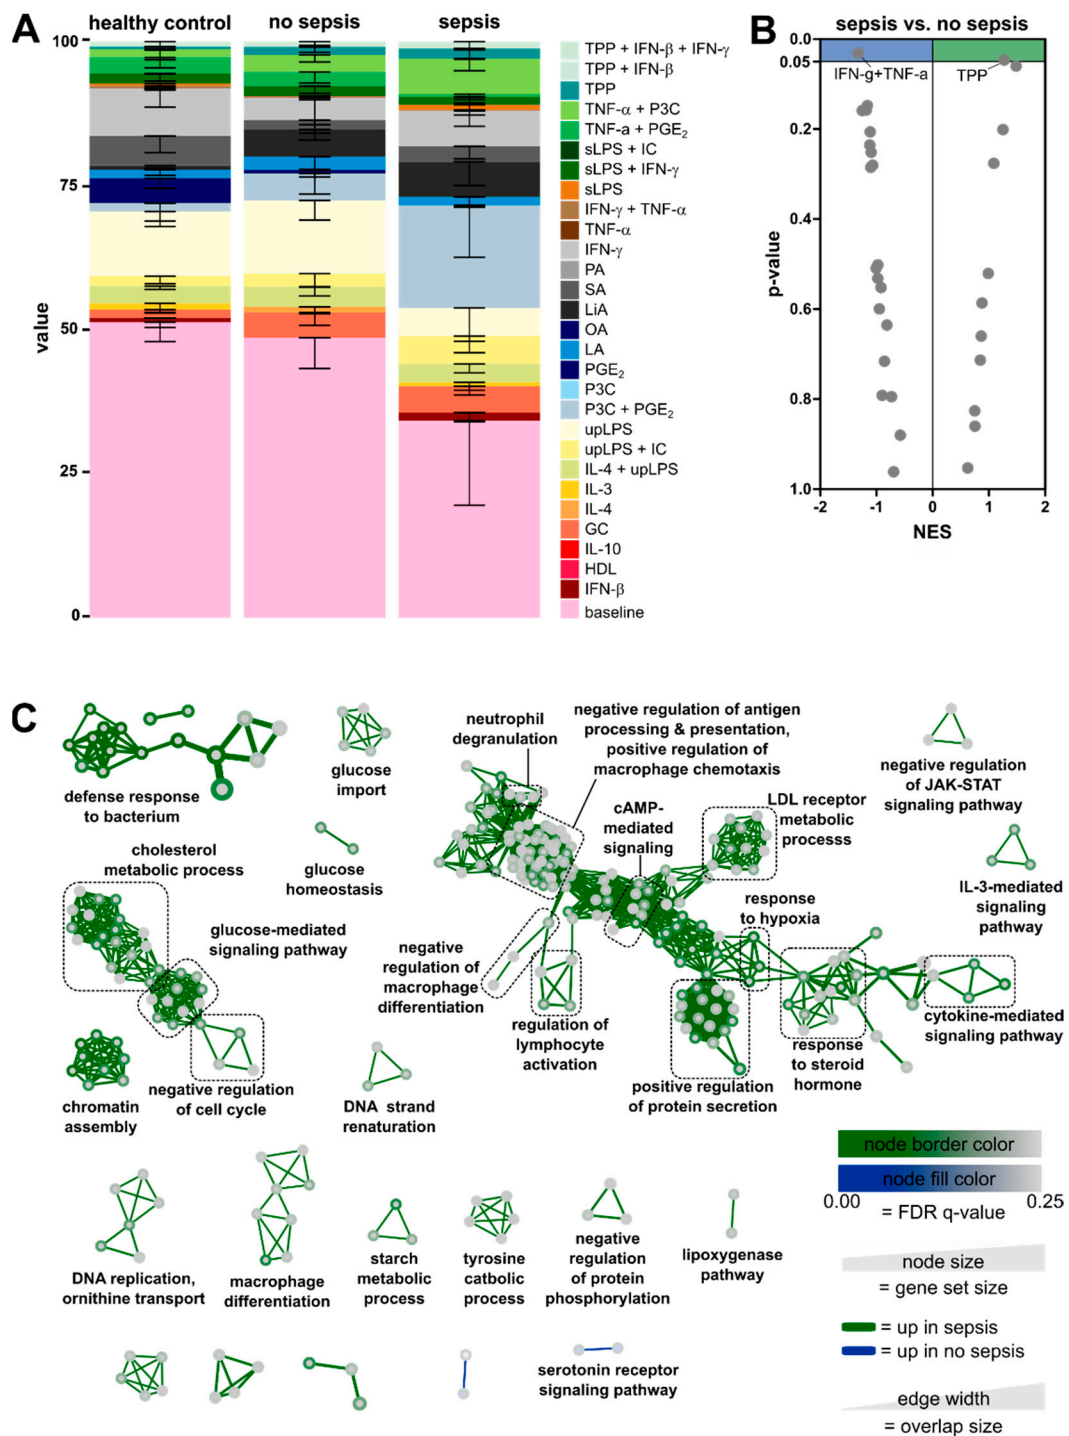 A
healthy control
no sepsis
sepsis
100
75
50
25
0
value
TPP + IFN-β + IFN-γ
TPP + IFN-β
TPP
TNF-α + P3C
TNF-a + PGE₂
sLPS + IC
sLPS + IFN-γ
sLPS
IFN-γ + TNF-α
TNF-α
IFN-γ
PA
SA
LiA
OA
LA
PGE₂
P3C
P3C + PGE₂
upLPS
upLPS + IC
IL-4 + upLPS
IL-3
IL-4
GC
IL-10
HDL
IFN-β
baseline
B
sepsis vs. no sepsis
0.0
0.05
0.2
0.4
0.6
0.8
1.0
p-value
IFN-g+TNF-a
TPP
-2
-1
0
1
2
NES
C
defense response
to bacterium
glucose
import
neutrophil
degranulation
negative regulation of antigen
processing & presentation,
positive regulation of
macrophage chemotaxis
negative regulation
of JAK-STAT
signaling pathway
cholesterol
metabolic process
glucose
homeostasis
cAMP-
mediated
signaling
LDL receptor
metabolic
processs
IL-3-mediated
signaling
pathway
glucose-mediated
signaling pathway
response
to hypoxia
negative
regulation of
macrophage
differentiation
regulation of
lymphocyte
activation
cytokine-mediated
signaling pathway
response
to steroid
hormone
positive regulation
of protein secretion
chromatin
assembly
negative regulation
of cell cycle
DNA strand
renaturation
DNA replication,
ornithine transport
macrophage
differentiation
starch
metabolic
process
tyrosine
catbolic
process
negative
regulation
of protein
phosphorylation
lipoxygenase
pathway
serotonin receptor
signaling pathway
node border color
node fill color
0.00
0.25
= FDR q-value
node size
= gene set size
= up in sepsis
= up in no sepsis
edge width
= overlap size